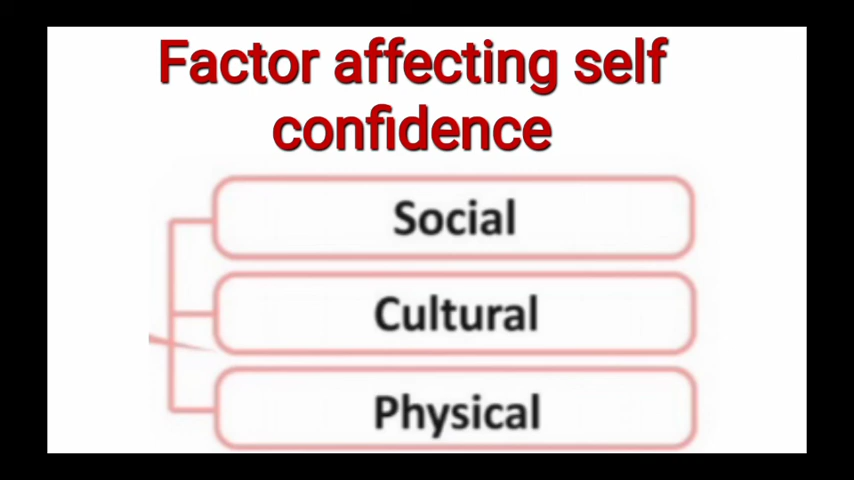 Factor affecting self
confidence
Social
Cultural
Physical